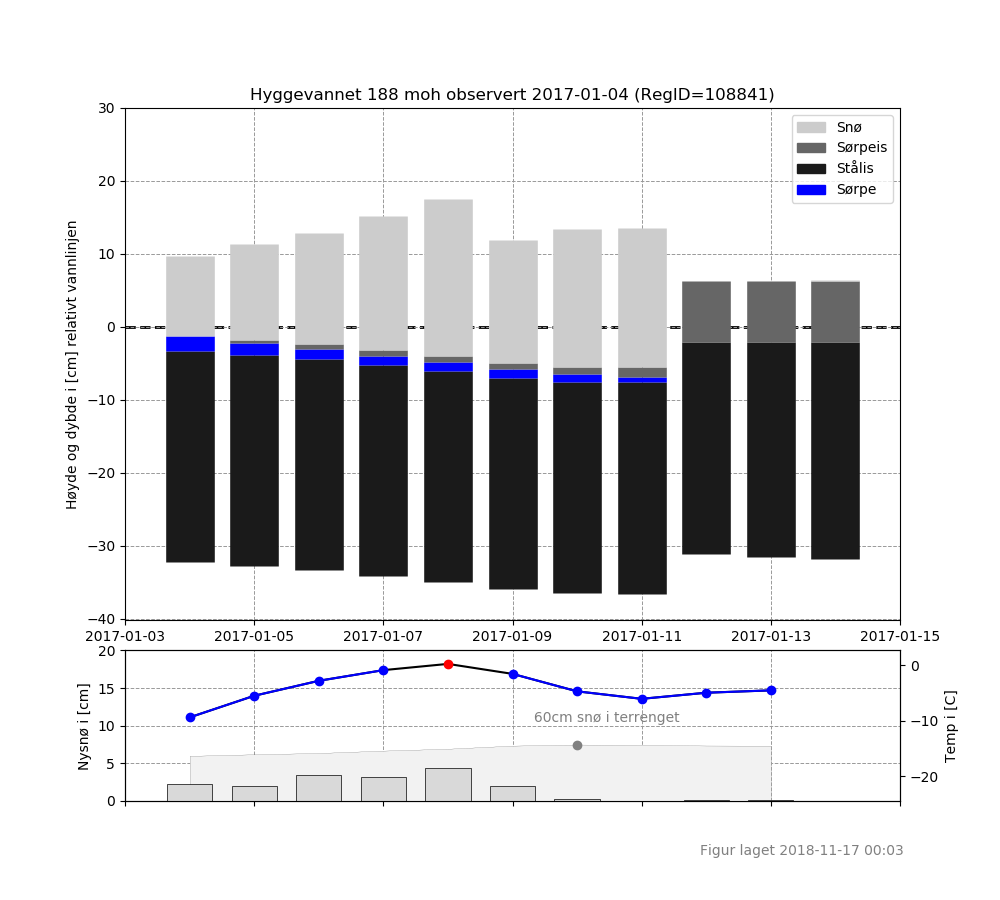 Hyggevannet 188 moh observert 2017-01-04 (RegID=108841)
Høyde og dybde i [cm] relativt vannlinjen
30
20
10
0
−10
−20
−30
−40
Snø
Sørpeis
Stålis
Sørpe
2017-01-03 2017-01-05 2017-01-07 2017-01-09 2017-01-11 2017-01-13 2017-01-15
Nysnø i [cm]
20
15
10
5
0
60cm snø i terrenget
0
−10
−20
Temp i [C]
Figur laget 2018-11-17 00:03